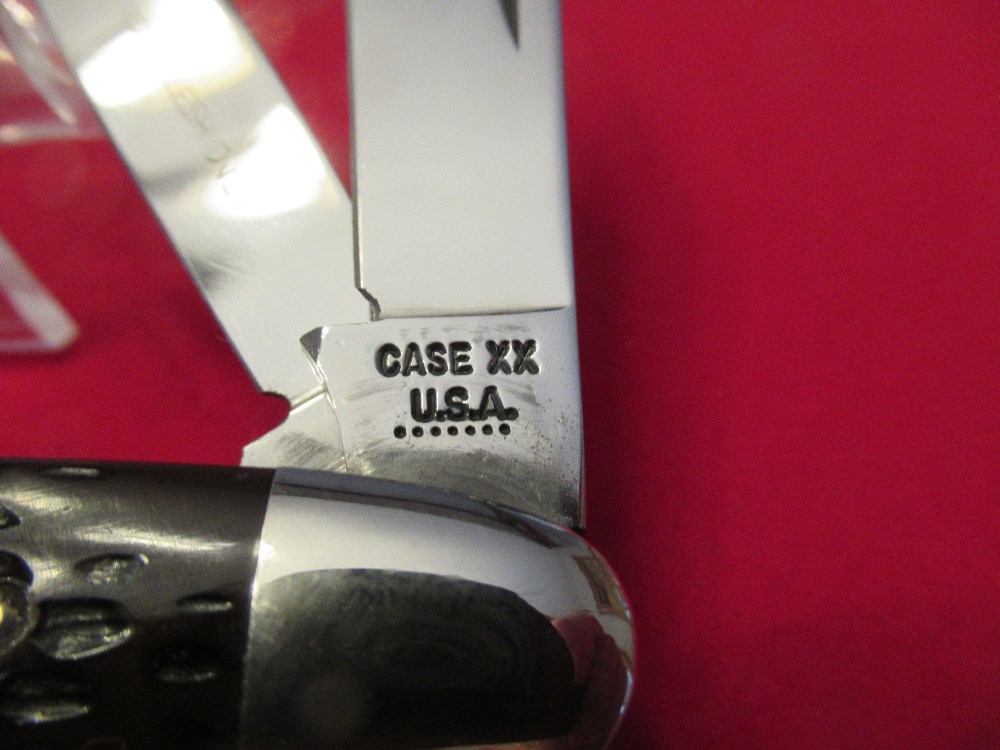 CASE XX
U.S.A.
.......